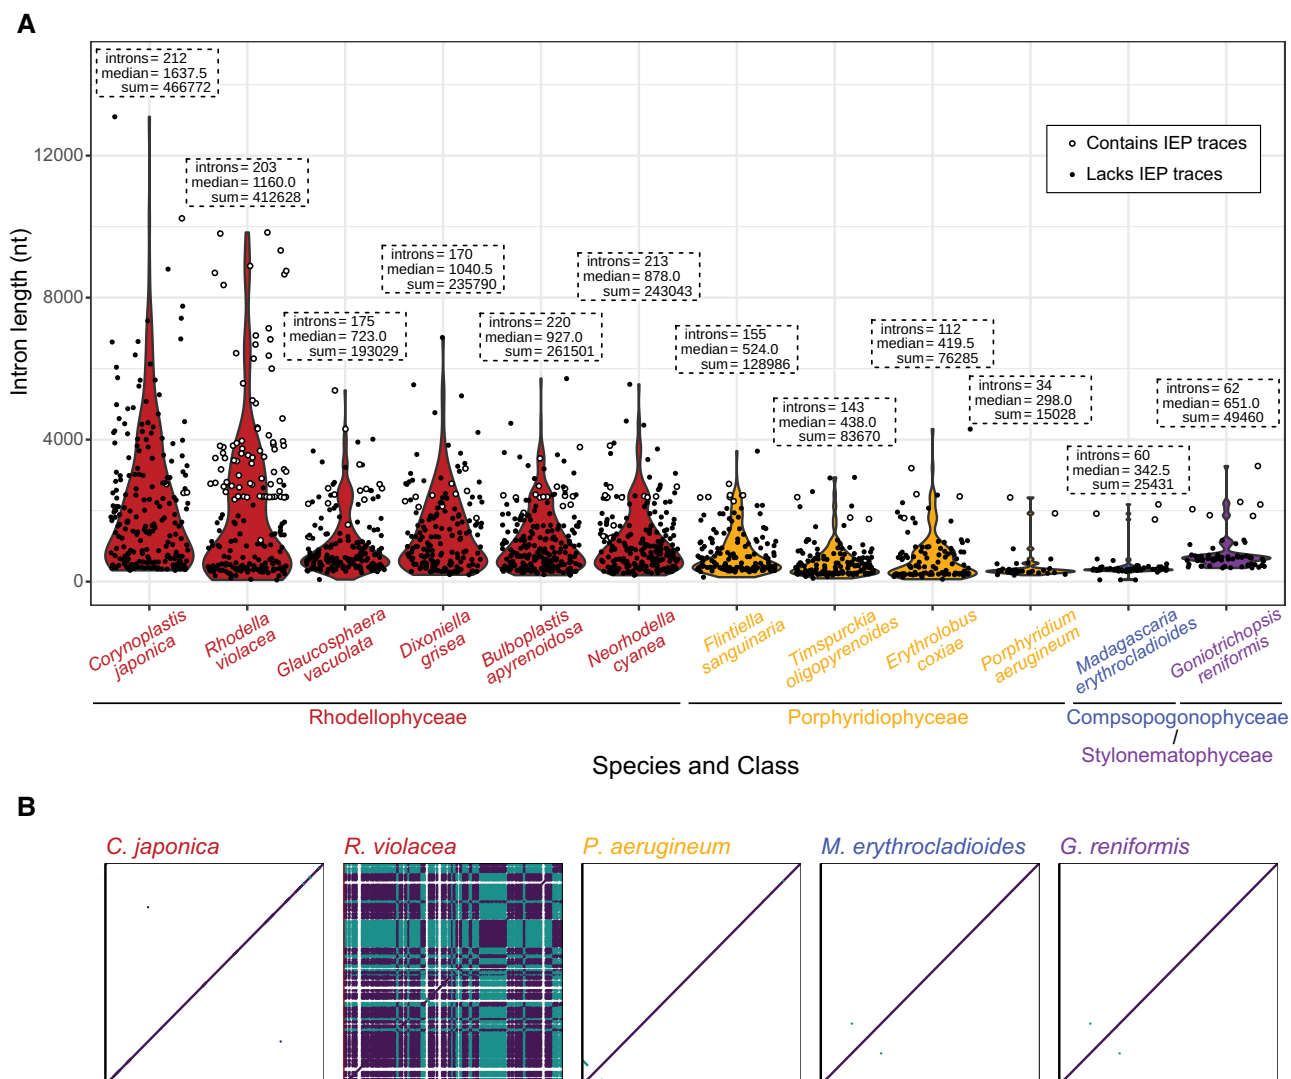 A
introns= 212
median= 1637.5
sum= 466772
introns= 203
median= 1160.0
sum= 412628
introns= 175
median= 723.0
sum= 193029
introns= 170
median= 1040.5
sum= 235790
introns= 220
median= 927.0
sum= 261501
introns= 213
median= 878.0
sum= 243043
introns= 155
median= 524.0
sum= 128986
introns= 143
median= 438.0
sum= 83670
introns= 112
median= 419.5
sum= 76285
introns= 34
median= 298.0
sum= 15028
introns= 60
median= 342.5
sum= 25431
introns= 62
median= 651.0
sum= 49460
Contains IEP traces
Lacks IEP traces
Intron length (nt)
12000
8000
4000
0
Corynoplastis
japonica
Rhodella
violacea
Glaucosphaera
vacuolata
Dixoniella
grisea
Bulboplastis
apyrenoidosa
Neorhodella
cyanea
Flintiella
sanguinaria
Timspurckia
oligopyrenoides
Erythrolobus
coxiae
Porphyridium
aerugineum
Madagascaria
erythrocladioides
Goniotrichopsis
reniformis
Rhodellophyceae
Porphyridiophyceae
Compsopogonophyceae
/
Stylonematophyceae
Species and Class
B
C. japonica
R. violacea
P. aerugineum
M. erythrocladioides
G. reniformis